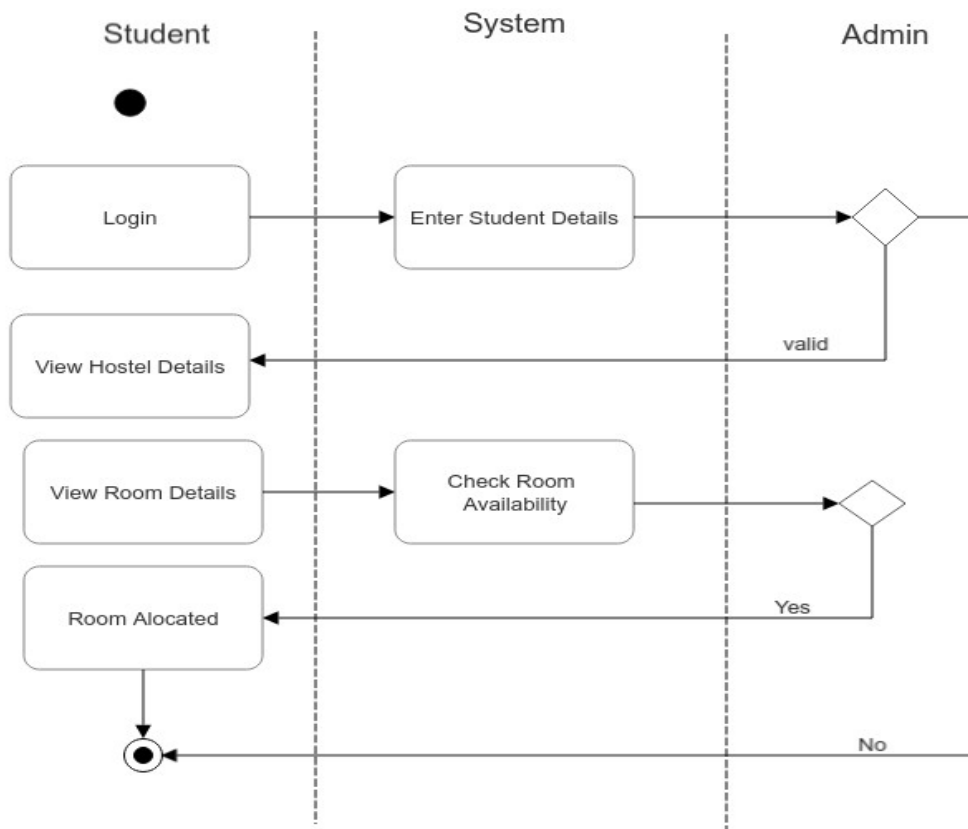 Student
System
Admin
Login
Enter Student Details
valid
View Hostel Details
View Room Details
Check Room
Availability
Yes
Room Alocated
No